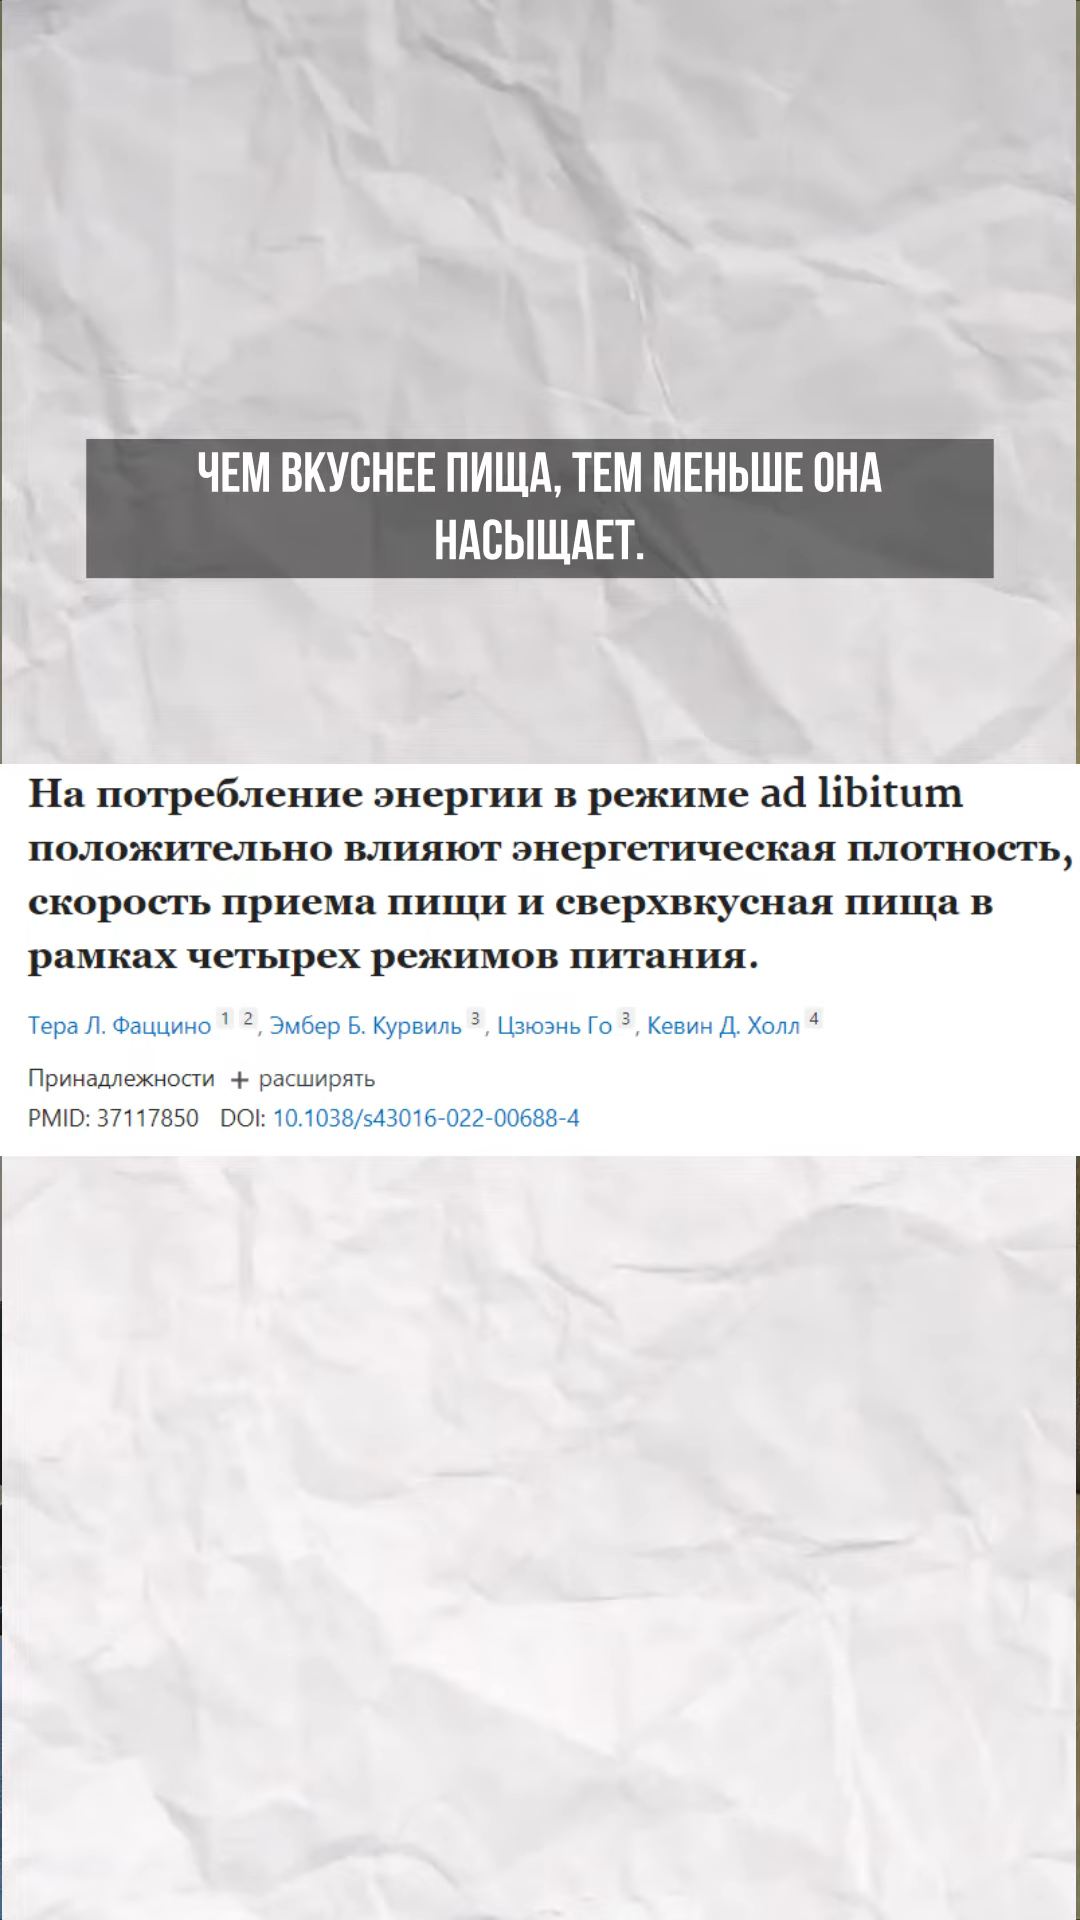 ЧЕМ ВКУСНЕЕ ПИЩА, ТЕМ МЕНЬШЕ ОНА
НАСЫЩАЕТ.
На потребление энергии в режиме ad libitum
положительно влияют энергетическая плотность,
скорость приема пищи и сверхвкусная пища в
рамках четырех режимов питания.
Тера Л. Фаццино 1 2, Эмбер Б. Курвиль 3, Цзюэнь Го 3, Кевин Д. Холл 4
Принадлежности + расширять
PMID: 37117850 DOI: 10.1038/s43016-022-00688-4